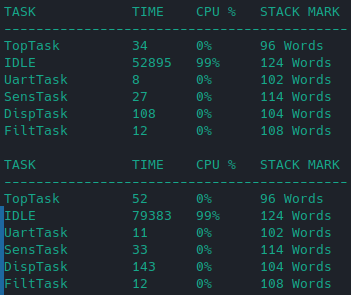 TASK TIME CPU % STACK MARK
-------------------------------------------
TopTask 34 0% 96 Words
IDLE 52895 99% 124 Words
UartTask 8 0% 102 Words
SensTask 27 0% 114 Words
DispTask 108 0% 104 Words
FiltTask 12 0% 108 Words
TASK TIME CPU % STACK MARK
-------------------------------------------
TopTask 52 0% 96 Words
IDLE 79383 99% 124 Words
UartTask 11 0% 102 Words
SensTask 33 0% 114 Words
DispTask 143 0% 104 Words
FiltTask 12 0% 108 Words